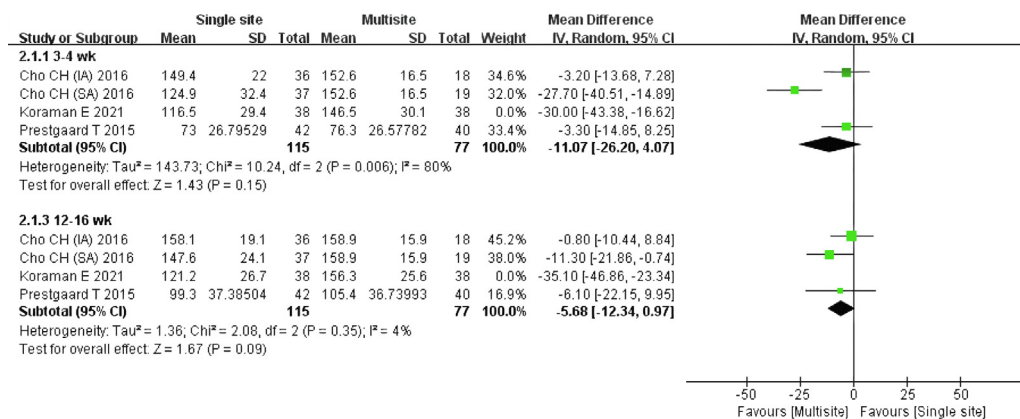 Single site Multisite Mean Difference Mean Difference
Study or Subgroup Mean SD Total Mean SD Total Weight IV, Random, 95% CI IV, Random, 95% CI
2.1.1 3-4 wk
Cho CH (IA) 2016 149.4 22 36 152.6 16.5 18 34.6% -3.20 [-13.68, 7.28]
Cho CH (SA) 2016 124.9 32.4 37 152.6 16.5 19 32.0% -27.70 [-40.51, -14.89]
Koraman E 2021 116.5 29.4 38 146.5 30.1 38 0.0% -30.00 [-43.38, -16.62]
Prestgaard T 2015 73 26.79529 42 76.3 26.57782 40 33.4% -3.30 [-14.85, 8.25]
Subtotal (95% CI) 115 77 100.0% -11.07 [-26.20, 4.07]
Heterogeneity: Tau² = 143.73; Chi² = 10.24, df = 2 (P = 0.006); I² = 80%
Test for overall effect: Z = 1.43 (P = 0.15)
2.1.3 12-16 wk
Cho CH (IA) 2016 158.1 19.1 36 158.9 15.9 18 45.2% -0.80 [-10.44, 8.84]
Cho CH (SA) 2016 147.6 24.1 37 158.9 15.9 19 38.0% -11.30 [-21.86, -0.74]
Koraman E 2021 121.2 26.7 38 156.3 25.6 38 0.0% -35.10 [-46.86, -23.34]
Prestgaard T 2015 99.3 37.38504 42 105.4 36.73993 40 16.9% -6.10 [-22.15, 9.95]
Subtotal (95% CI) 115 77 100.0% -5.68 [-12.34, 0.97]
Heterogeneity: Tau² = 1.36; Chi² = 2.08, df = 2 (P = 0.35); I² = 4%
Test for overall effect: Z = 1.67 (P = 0.09)
-50 -25 0 25 50
Favours [Multisite] Favours [Single site]